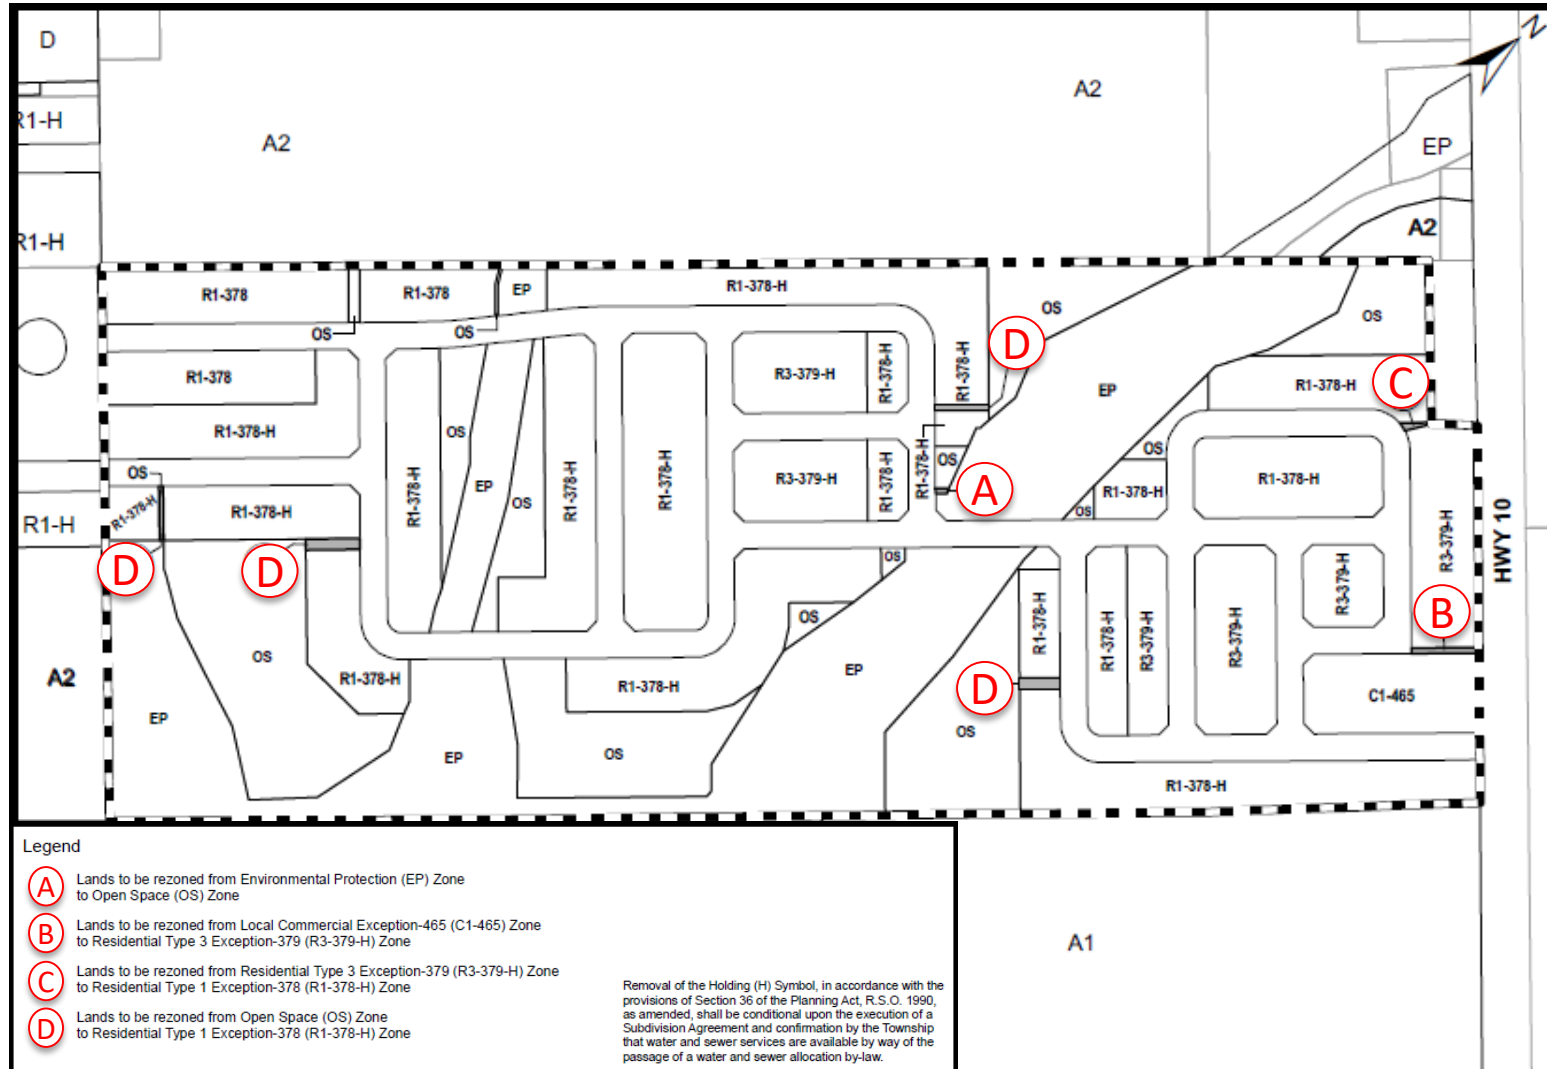 N
D
A2
R1-H
A2
EP
A2
R1-H
R1-378
R1-378
EP
R1-378-H
OS
OS
OS
OS
D
R1-378
R3-379-H
R1-378-H
R1-378-H
R1-378-H
C
EP
R1-378-H
OS
R1-378-H
OS
OS
OS
R3-379-H
R1-378-H
R1-378-H
R1-378-H
R1-378-H
R1-378-H
R1-378-H
EP
OS
A
R1-378-H
R1-378-H
R1-H
R1-378-H
R1-378-H
OS
R3-379-H
HWY 10
D
D
OS
R3-379-H
B
OS
R1-378-H
R1-378-H
R3-379-H
R3-379-H
OS
A2
R1-378-H
R1-378-H
EP
D
C1-465
EP
OS
EP
OS
R1-378-H
Legend
A
Lands to be rezoned from Environmental Protection (EP) Zone
to Open Space (OS) Zone
B
Lands to be rezoned from Local Commercial Exception-465 (C1-465) Zone
to Residential Type 3 Exception-379 (R3-379-H) Zone
C
Lands to be rezoned from Residential Type 3 Exception-379 (R3-379-H) Zone
to Residential Type 1 Exception-378 (R1-378-H) Zone
D
Lands to be rezoned from Open Space (OS) Zone
to Residential Type 1 Exception-378 (R1-378-H) Zone
Removal of the Holding (H) Symbol, in accordance with the
provisions of Section 36 of the Planning Act, R.S.O. 1990,
as amended, shall be conditional upon the execution of a
Subdivision Agreement and confirmation by the Township
that water and sewer services are available by way of the
passage of a water and sewer allocation by-law.
A1